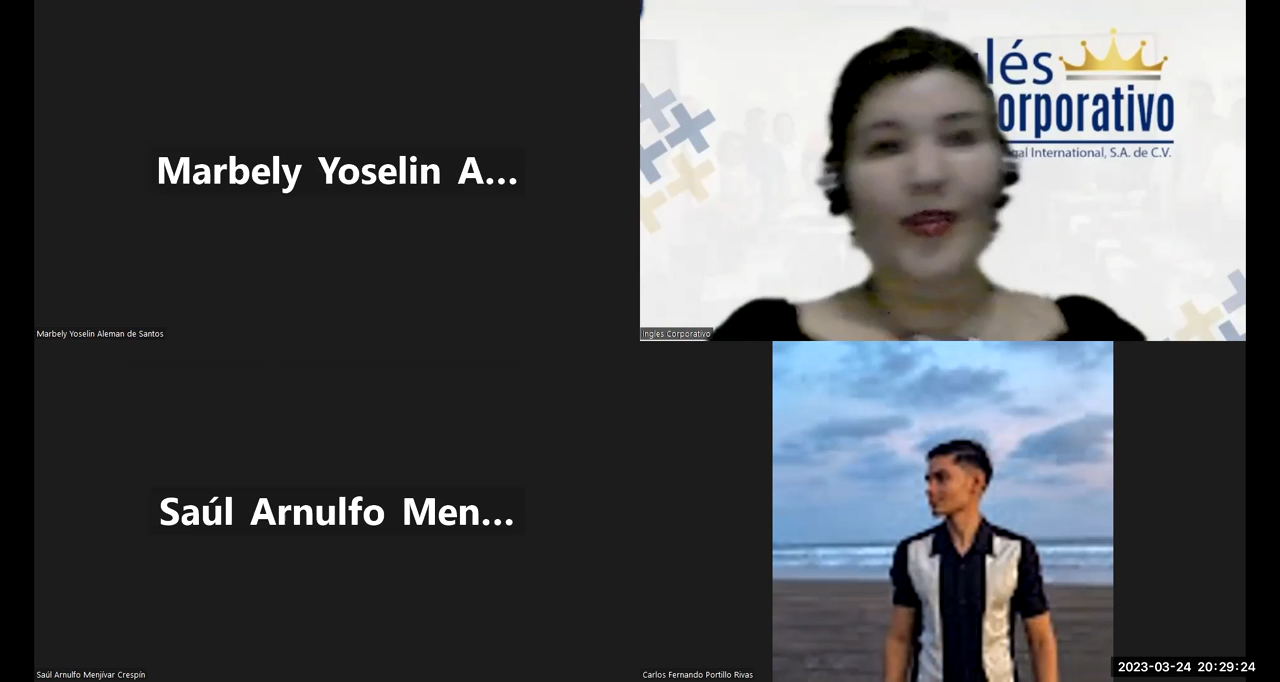 Marbely Yoselin A...
Marbely Yoselin Aleman de Santos
lés
orporativo
gal International, S.A. de C.V.
Ingles Corporativo
Saúl Arnulfo Men...
Saúl Arnulfo Menjívar Crespín
Carlos Fernando Portillo Rivas
2023-03-24 20:29:24